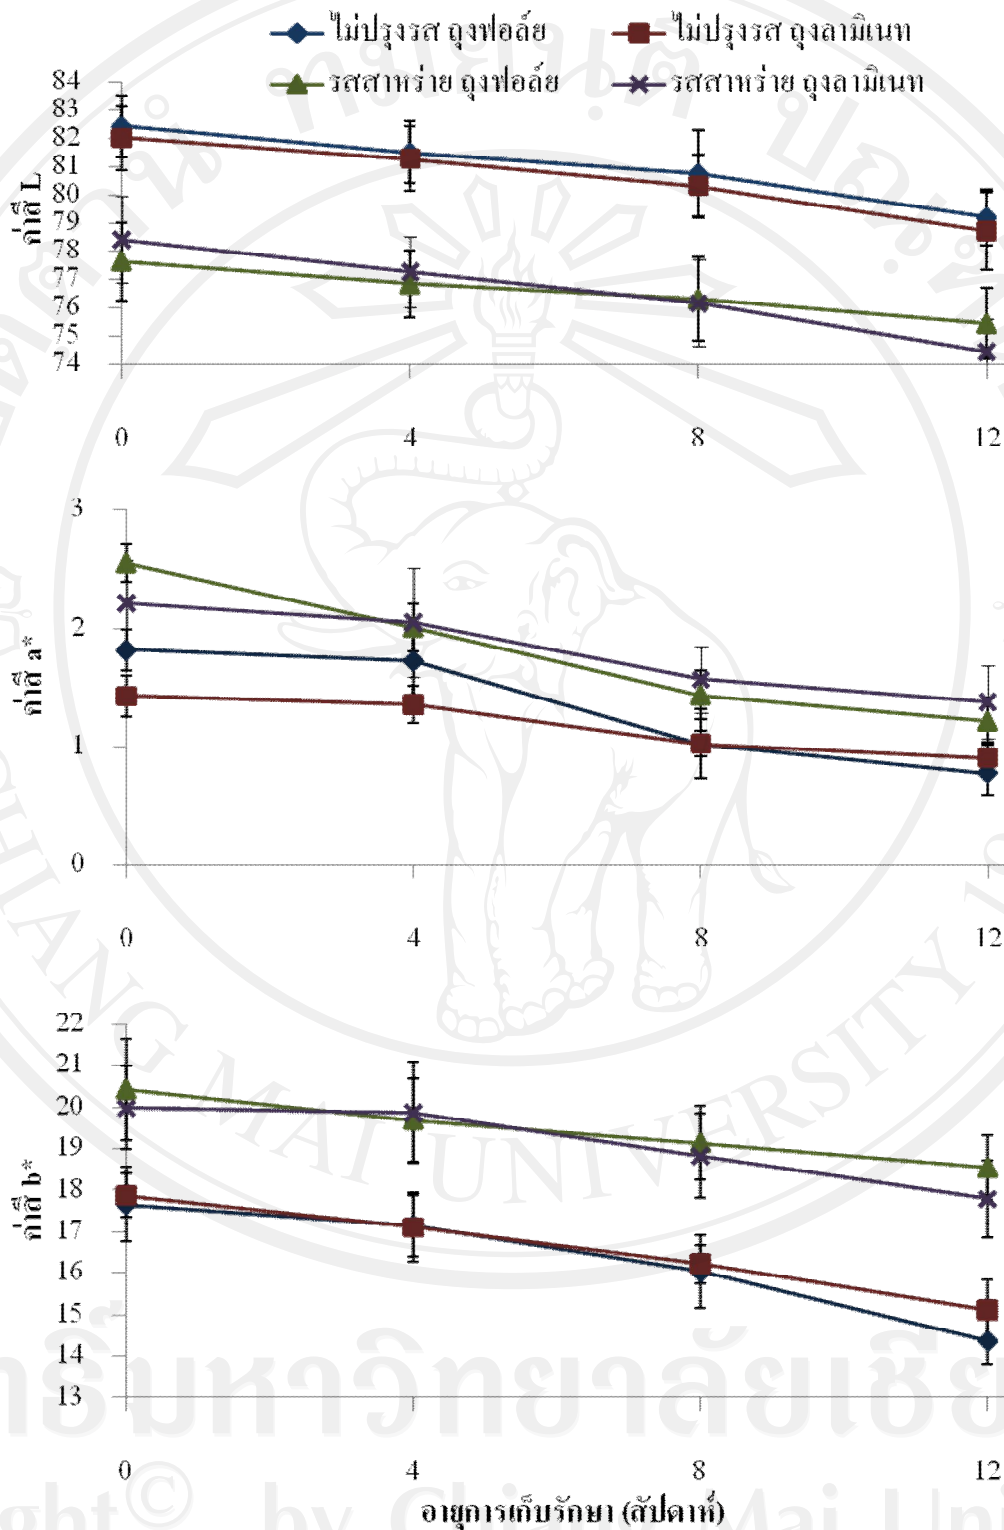 ไม่ปรุงรส ถุงฟอล์ย ไม่ปรุงรส ถุงลามิเนท
รสสาหร่าย ถุงฟอล์ย รสสาหร่าย ถุงลามิเนท
84
83
82
81
80
79
78
77
76
75
74
ค่าสี L
0 4 8 12
3
2
1
0
ค่าสี a*
0 4 8 12
22
21
20
19
18
17
16
15
14
13
ค่าสี b*
0 4 8 12
อายุการเก็บรักษา (สัปดาห์)
CHIANG MAI UNIVERSITY
by Chiang Mai